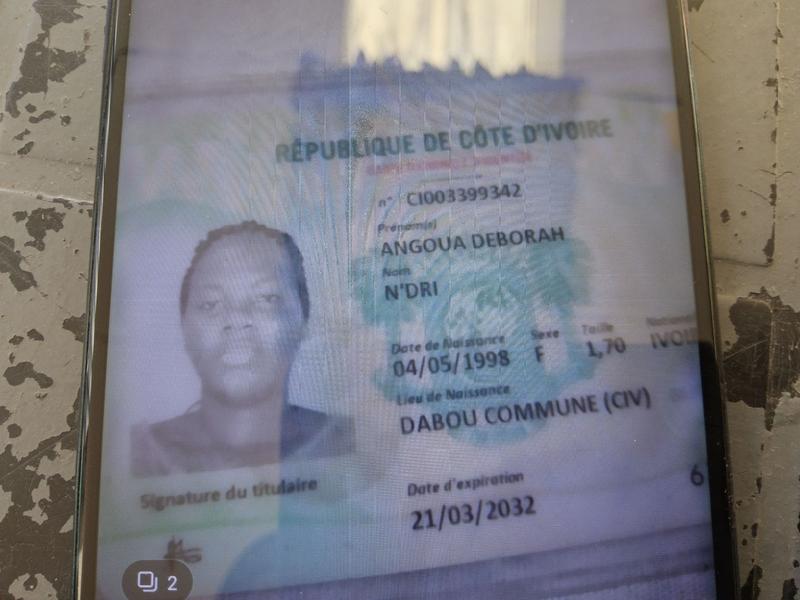 RÉPUBLIQUE DE CÔTE D'IVOIRE
n° CI003399342
Prénom(s)
ANGOUA DEBORAH
Nom
N'DRI
Date de Naissance Sexe Taille
04/05/1998 F 1,70
Lieu de Naissance
DABOU COMMUNE (CIV)
Signature du titulaire
Date d'expiration
21/03/2032
6
2